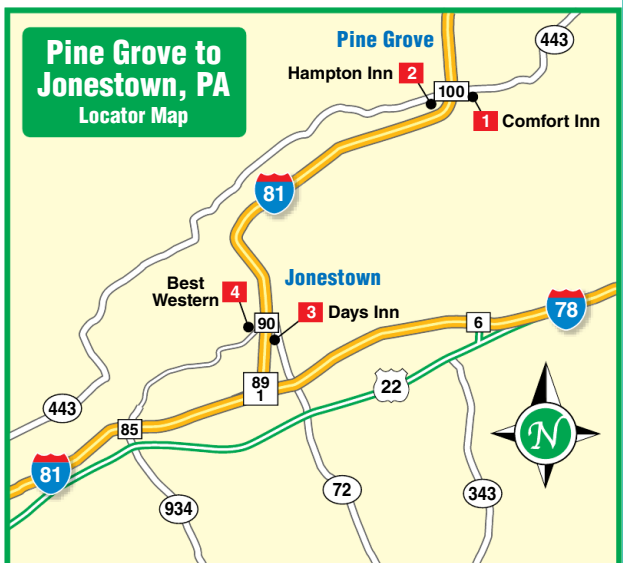 Pine Grove to
Jonestown, PA
Locator Map
Pine Grove
443
Hampton Inn 2
100
1 Comfort Inn
81
Jonestown
Best
Western 4
3 Days Inn
90
6
78
89
1
22
443
85
N
81
934
72
343